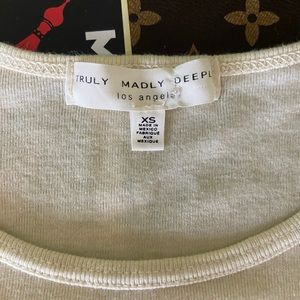 M
TRULY MADLY DEEPL
los angeles
XS
MADE IN
MEXICO
FABRIQUE
AUX
MEXIQUE